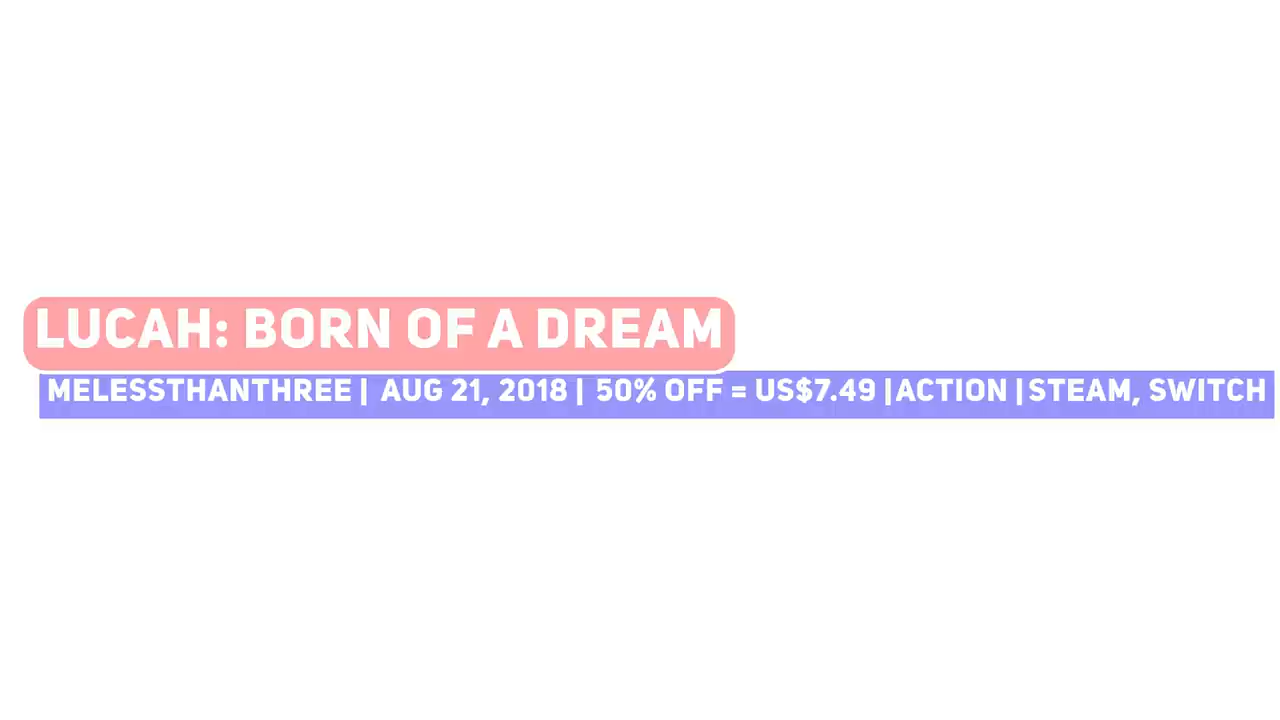 LUCAH: BORN OF A DREAM
MELESSTHANTHREE | AUG 21, 2018 | 50% OFF = US$7.49 |ACTION |STEAM, SWITCH